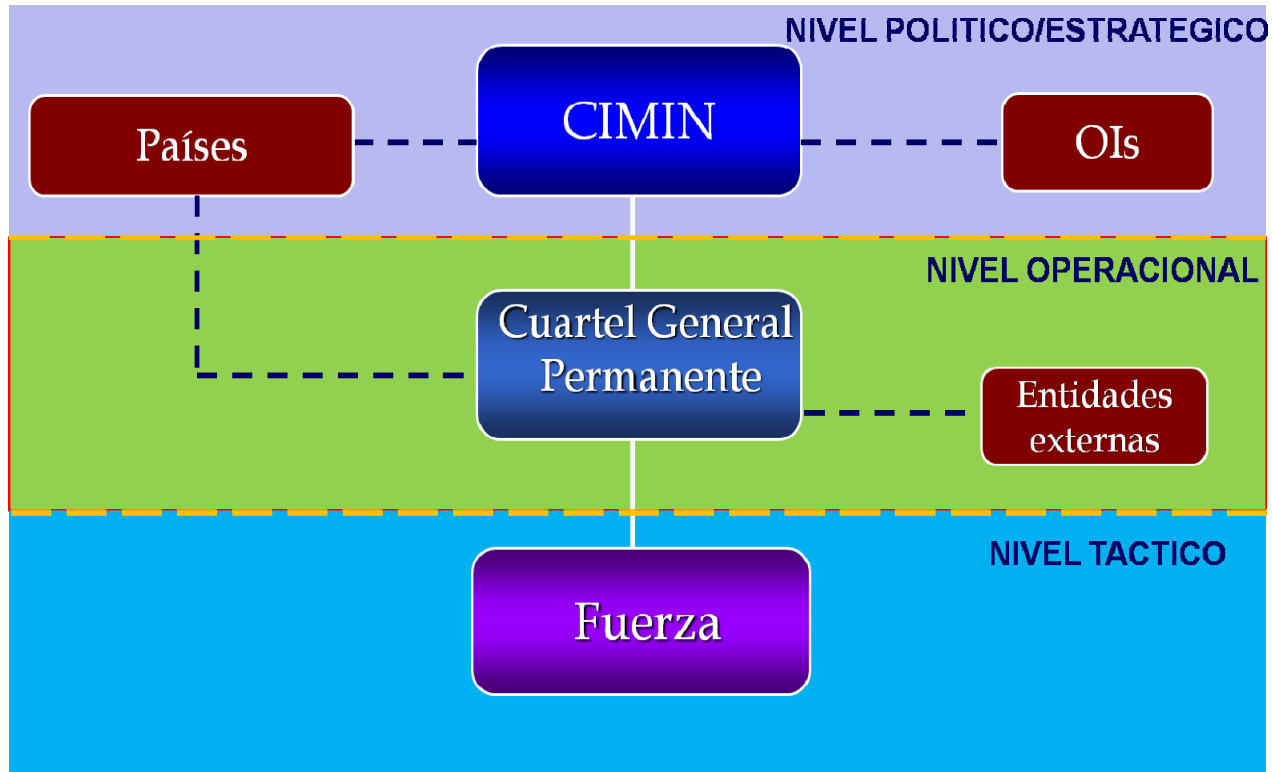 NIVEL POLITICO/ESTRATEGICO
CIMIN
Países
OIs
NIVEL OPERACIONAL
Cuartel General
Permanente
Entidades
externas
NIVEL TACTICO
Fuerza